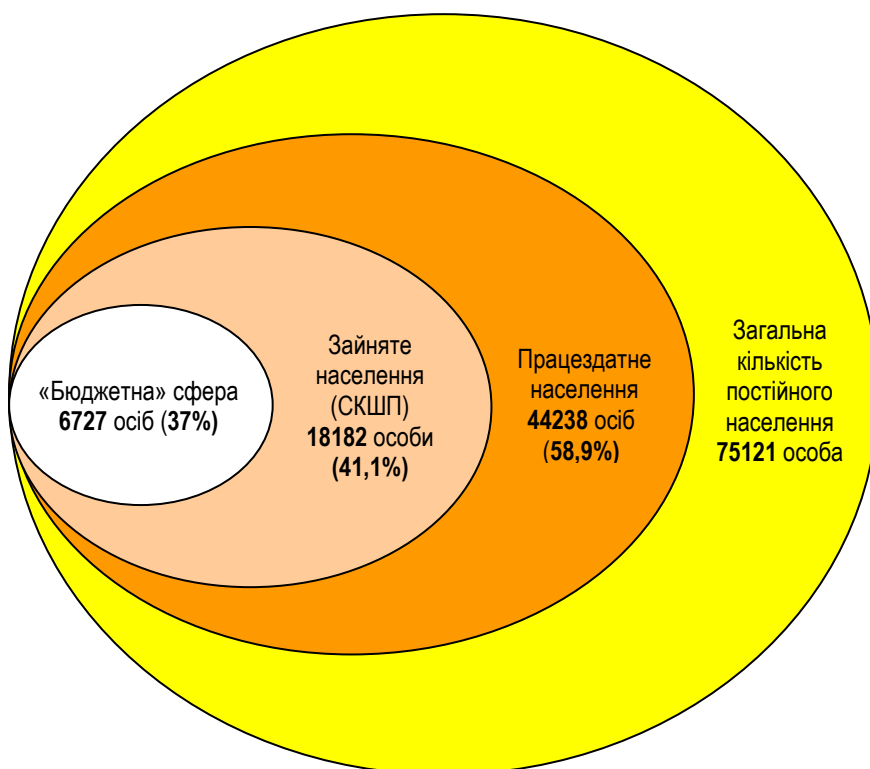 «Бюджетна» сфера
6727 осіб (37%)
Зайняте
населення
(СКШП)
18182 особи
(41,1%)
Працездатне
населення
44238 осіб
(58,9%)
Загальна
кількість
постійного
населення
75121 особа